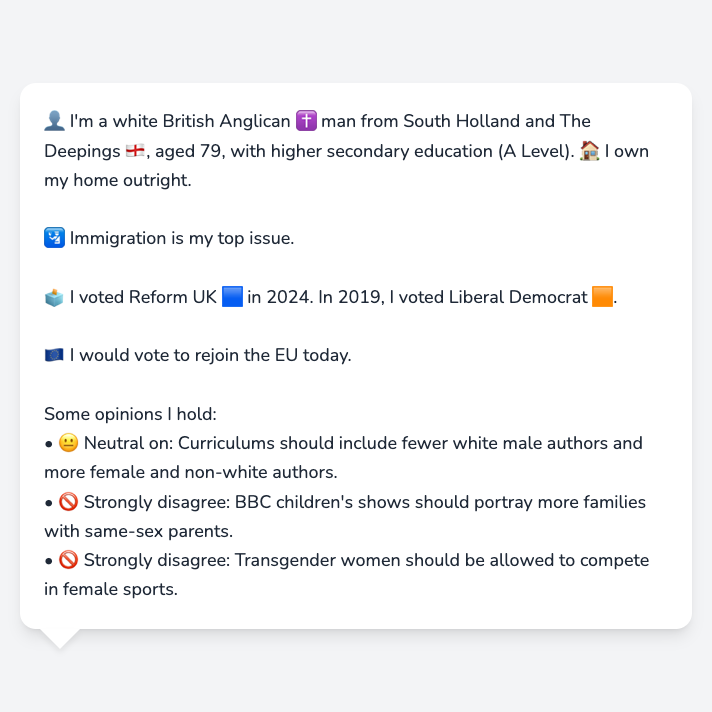 👤 I'm a white British Anglican ✝️ man from South Holland and The
Deepings 🏴󠁧󠁢󠁥󠁮󠁧󠁿, aged 79, with higher secondary education (A Level). 🏠 I own
my home outright.
🛂 Immigration is my top issue.
🗳️ I voted Reform UK 🟦 in 2024. In 2019, I voted Liberal Democrat 🟧.
🇪🇺 I would vote to rejoin the EU today.
Some opinions I hold:
• 😐 Neutral on: Curriculums should include fewer white male authors and
more female and non-white authors.
• 🚫 Strongly disagree: BBC children's shows should portray more families
with same-sex parents.
• 🚫 Strongly disagree: Transgender women should be allowed to compete
in female sports.